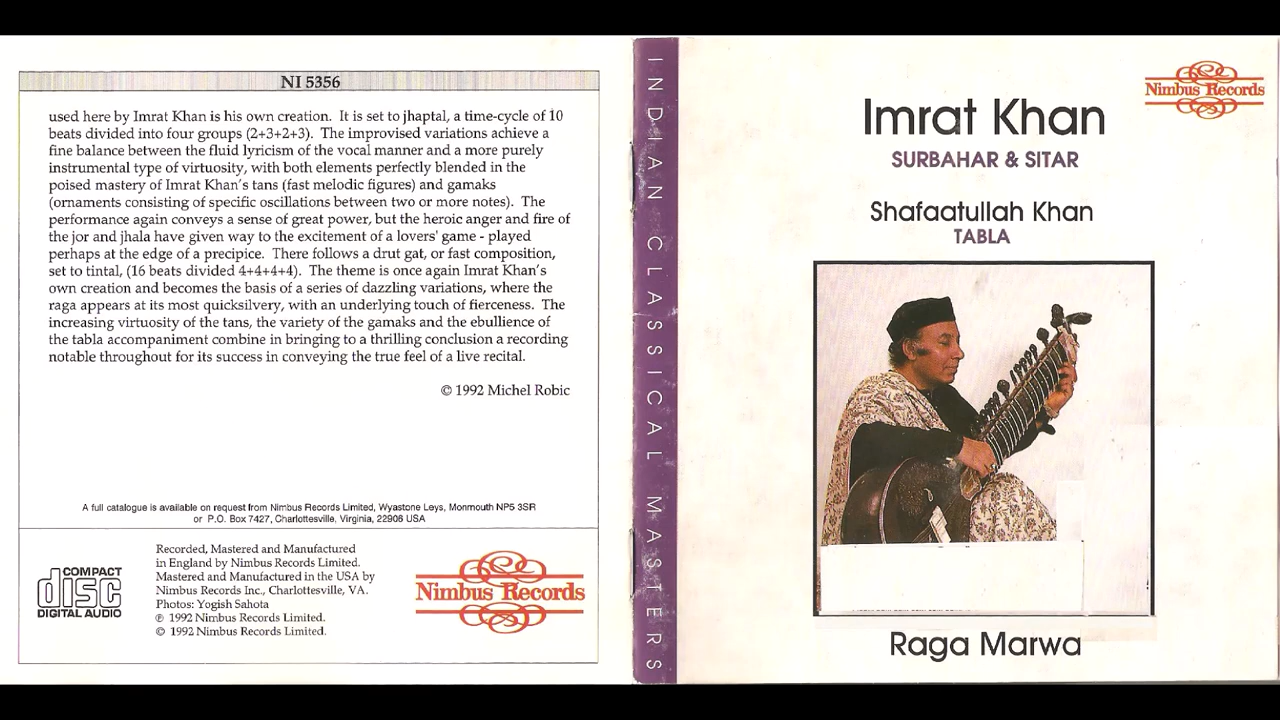 NI 5356
used here by Imrat Khan is his own creation. It is set to jhaptal, a time-cycle of 10
beats divided into four groups (2+3+2+3). The improvised variations achieve a
fine balance between the fluid lyricism of the vocal manner and a more purely
instrumental type of virtuosity, with both elements perfectly blended in the
poised mastery of Imrat Khan's tans (fast melodic figures) and gamaks
(ornaments consisting of specific oscillations between two or more notes). The
performance again conveys a sense of great power, but the heroic anger and fire of
the jor and jhala have given way to the excitement of a lovers' game - played
perhaps at the edge of a precipice. There follows a drut gat, or fast composition,
set to tintal, (16 beats divided 4+4+4+4). The theme is once again Imrat Khan's
own creation and becomes the basis of a series of dazzling variations, where the
raga appears at its most quicksilvery, with an underlying touch of fierceness. The
increasing virtuosity of the tans, the variety of the gamaks and the ebullience of
the tabla accompaniment combine in bringing to a thrilling conclusion a recording
notable throughout for its success in conveying the true feel of a live recital.
© 1992 Michel Robic
A full catalogue is available on request from Nimbus Records Limited, Wyastone Leys, Monmouth NP5 3SR
or P.O. Box 7427, Charlottesville, Virginia, 22906 USA
COMPACT
disc
DIGITAL AUDIO
Recorded, Mastered and Manufactured
in England by Nimbus Records Limited.
Mastered and Manufactured in the USA by
Nimbus Records Inc., Charlottesville, VA.
Photos: Yogish Sahota
℗ 1992 Nimbus Records Limited.
© 1992 Nimbus Records Limited.
Nimbus Records
INDIAN CLASSICAL MASTERS
Nimbus Records
Imrat Khan
SURBAHAR & SITAR
Shafaatullah Khan
TABLA
Raga Marwa